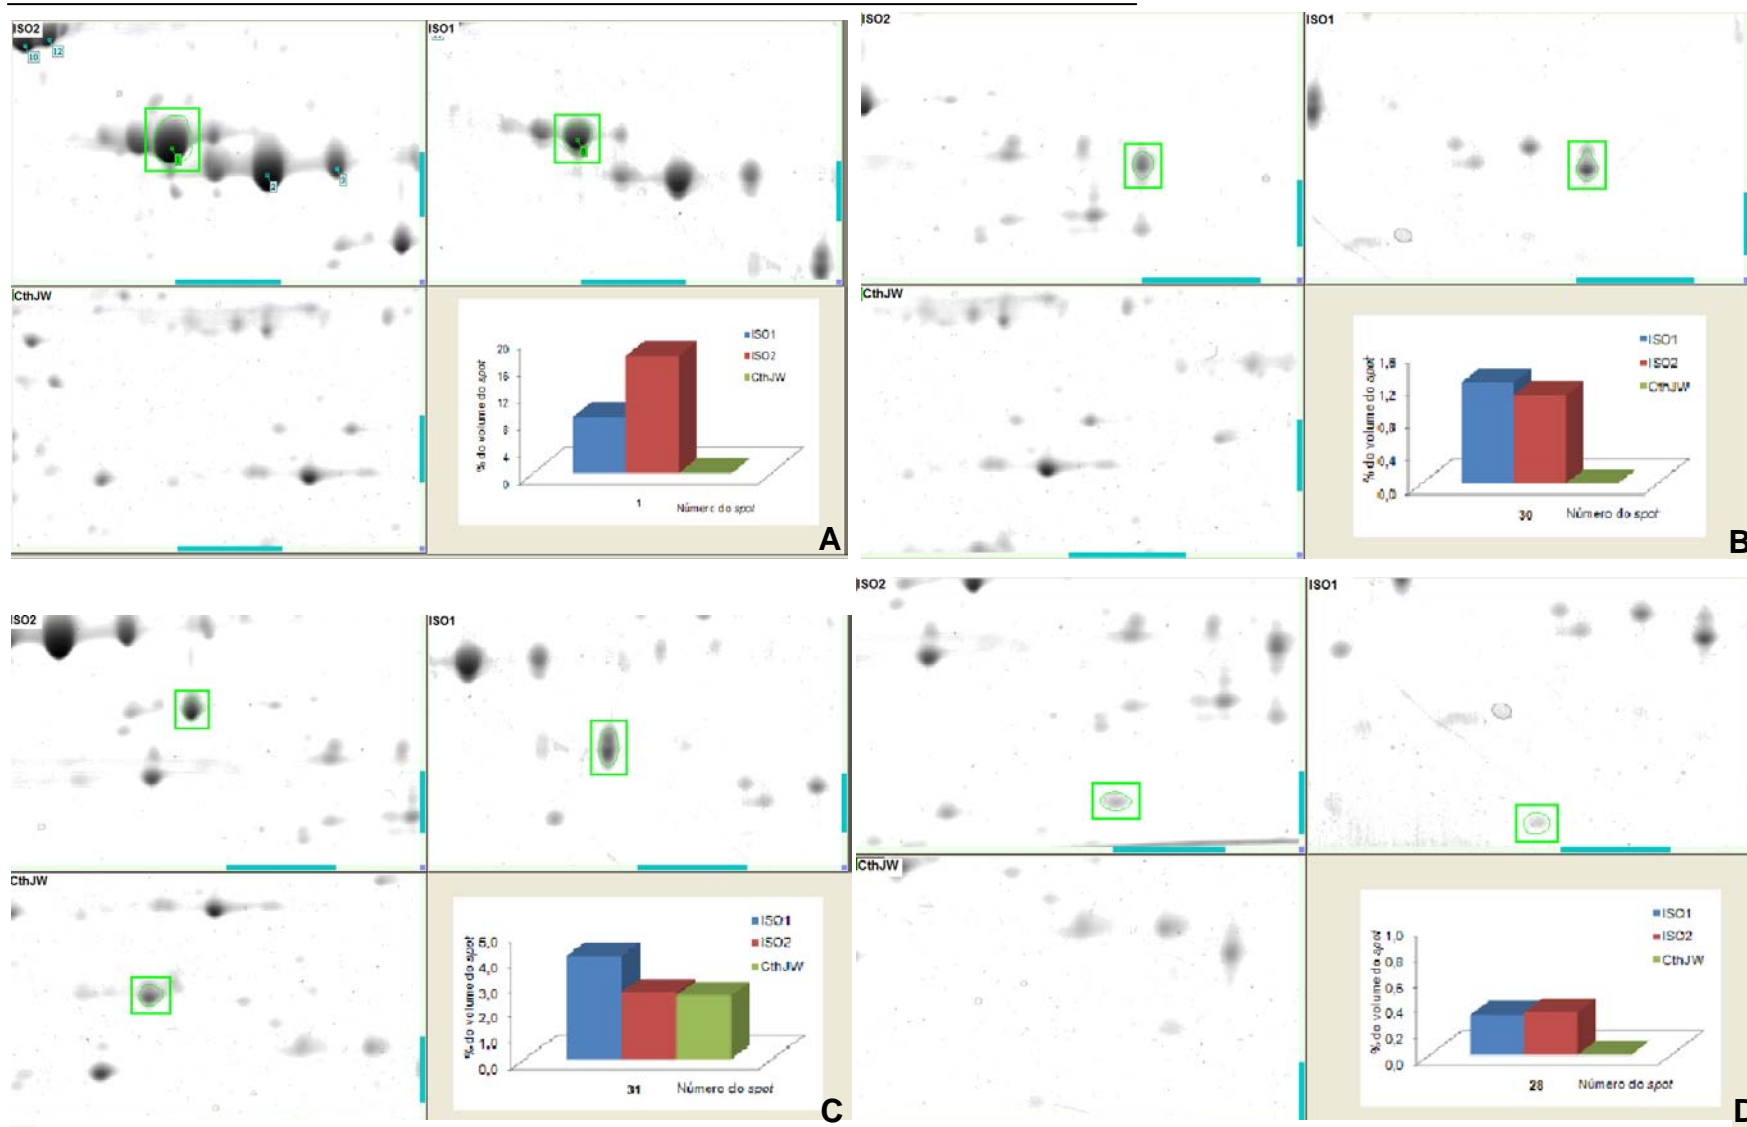 ISO2
10
12
1
2
3
ISO1
CthJW
20
16
12
8
4
0
% do volume do spot
ISO1
ISO2
CthJW
1
Número do spot
A
ISO2
ISO1
CthJW
1,6
1,2
0,8
0,4
0,0
% do volume do spot
ISO1
ISO2
CthJW
30
Número do spot
B
ISO2
ISO1
CthJW
5,0
4,0
3,0
2,0
1,0
0,0
% do volume do spot
ISO1
ISO2
CthJW
31
Número do spot
C
ISO2
ISO1
CthJW
1,0
0,8
0,6
0,4
0,2
0,0
% do volume do spot
ISO1
ISO2
CthJW
28
Número do spot
D